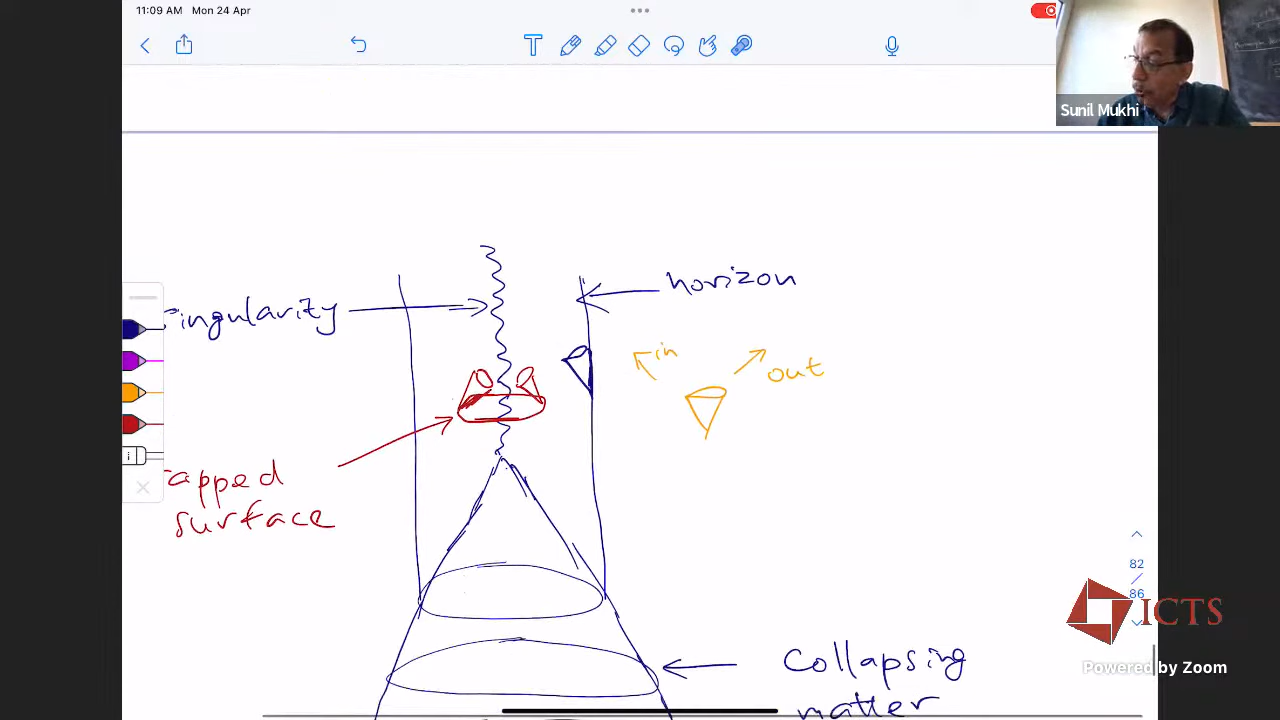 11:09 AM Mon 24 Apr
Sunil Mukhi
horizon
ingularity
in
out
apped
surface
82
/
86
ICTS
Collapsing
matter
Powered by Zoom